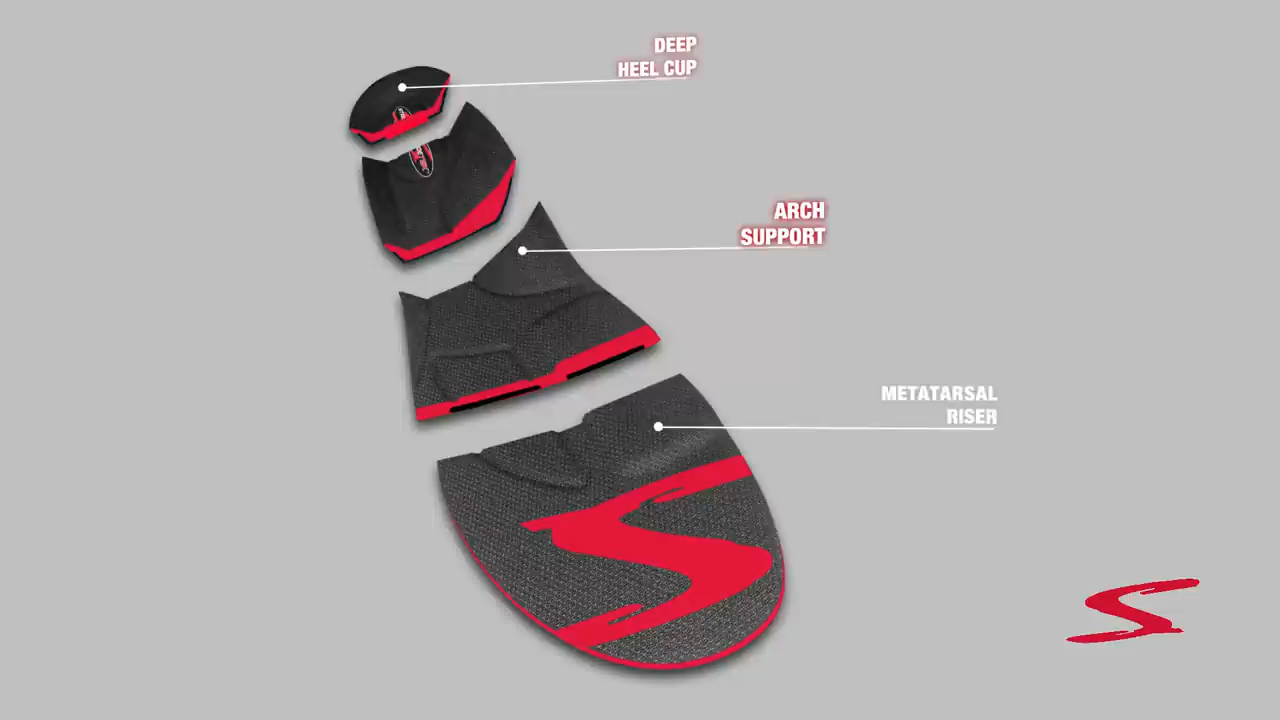 DEEP
HEEL CUP
ARCH
SUPPORT
METATARSAL
RISER